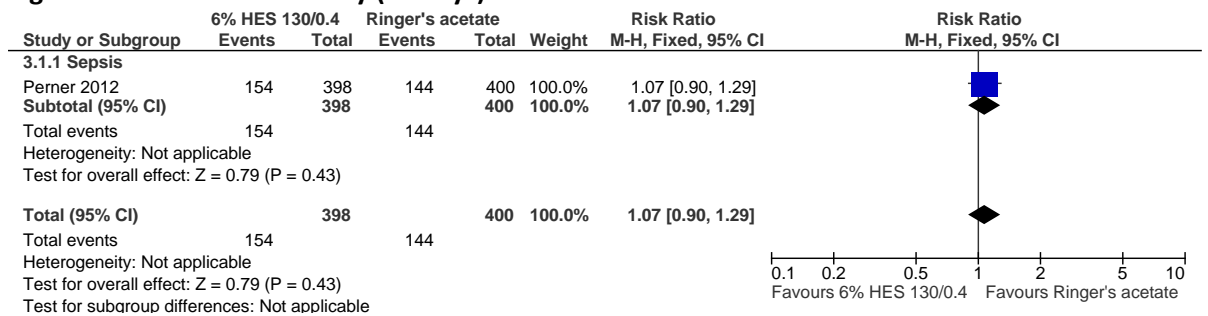 6% HES 130/0.4 Ringer's acetate Risk Ratio Risk Ratio
Study or Subgroup Events Total Events Total Weight M-H, Fixed, 95% CI M-H, Fixed, 95% CI
3.1.1 Sepsis
Perner 2012 154 398 144 400 100.0% 1.07 [0.90, 1.29]
Subtotal (95% CI) 398 400 100.0% 1.07 [0.90, 1.29]
Total events 154 144
Heterogeneity: Not applicable
Test for overall effect: Z = 0.79 (P = 0.43)
Total (95% CI) 398 400 100.0% 1.07 [0.90, 1.29]
Total events 154 144
Heterogeneity: Not applicable
Test for overall effect: Z = 0.79 (P = 0.43)
Test for subgroup differences: Not applicable
0.1 0.2 0.5 1 2 5 10
Favours 6% HES 130/0.4 Favours Ringer's acetate